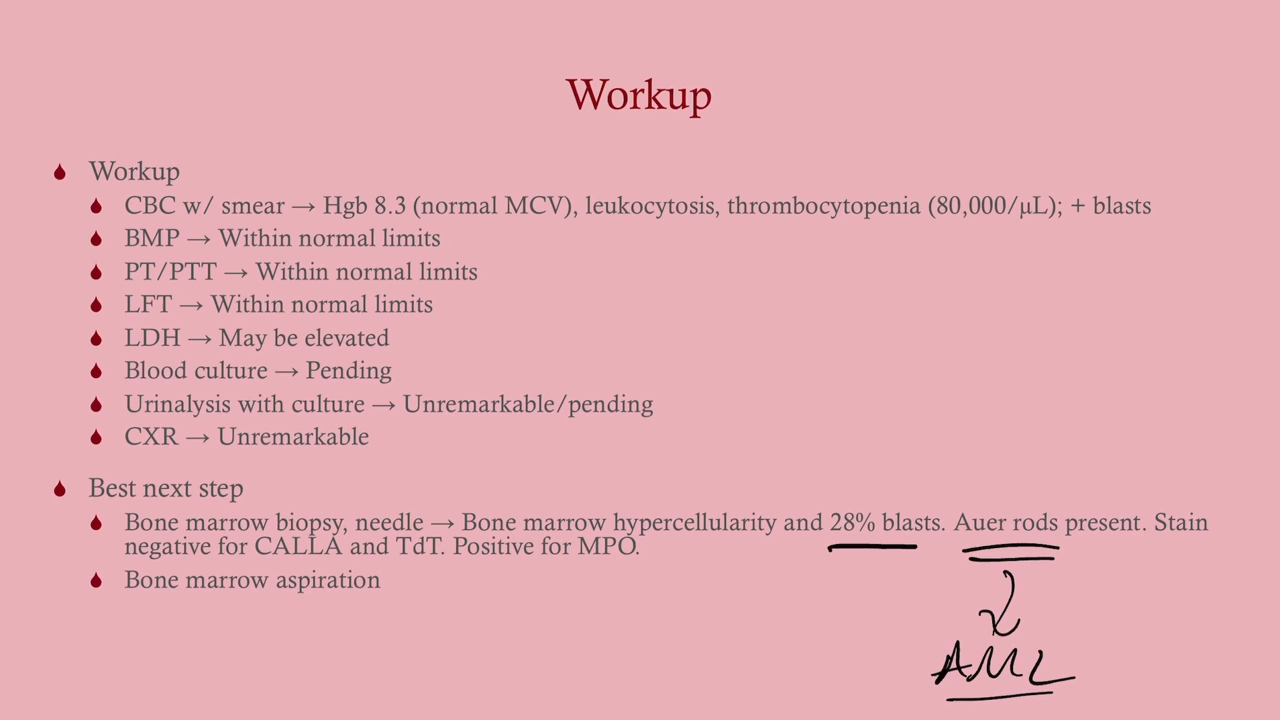 Workup
Workup
CBC w/ smear → Hgb 8.3 (normal MCV), leukocytosis, thrombocytopenia (80,000/μL); + blasts
BMP → Within normal limits
PT/PTT → Within normal limits
LFT → Within normal limits
LDH → May be elevated
Blood culture → Pending
Urinalysis with culture → Unremarkable/pending
CXR → Unremarkable
Best next step
Bone marrow biopsy, needle → Bone marrow hypercellularity and 28% blasts. Auer rods present. Stain
negative for CALLA and TdT. Positive for MPO.
Bone marrow aspiration
AML